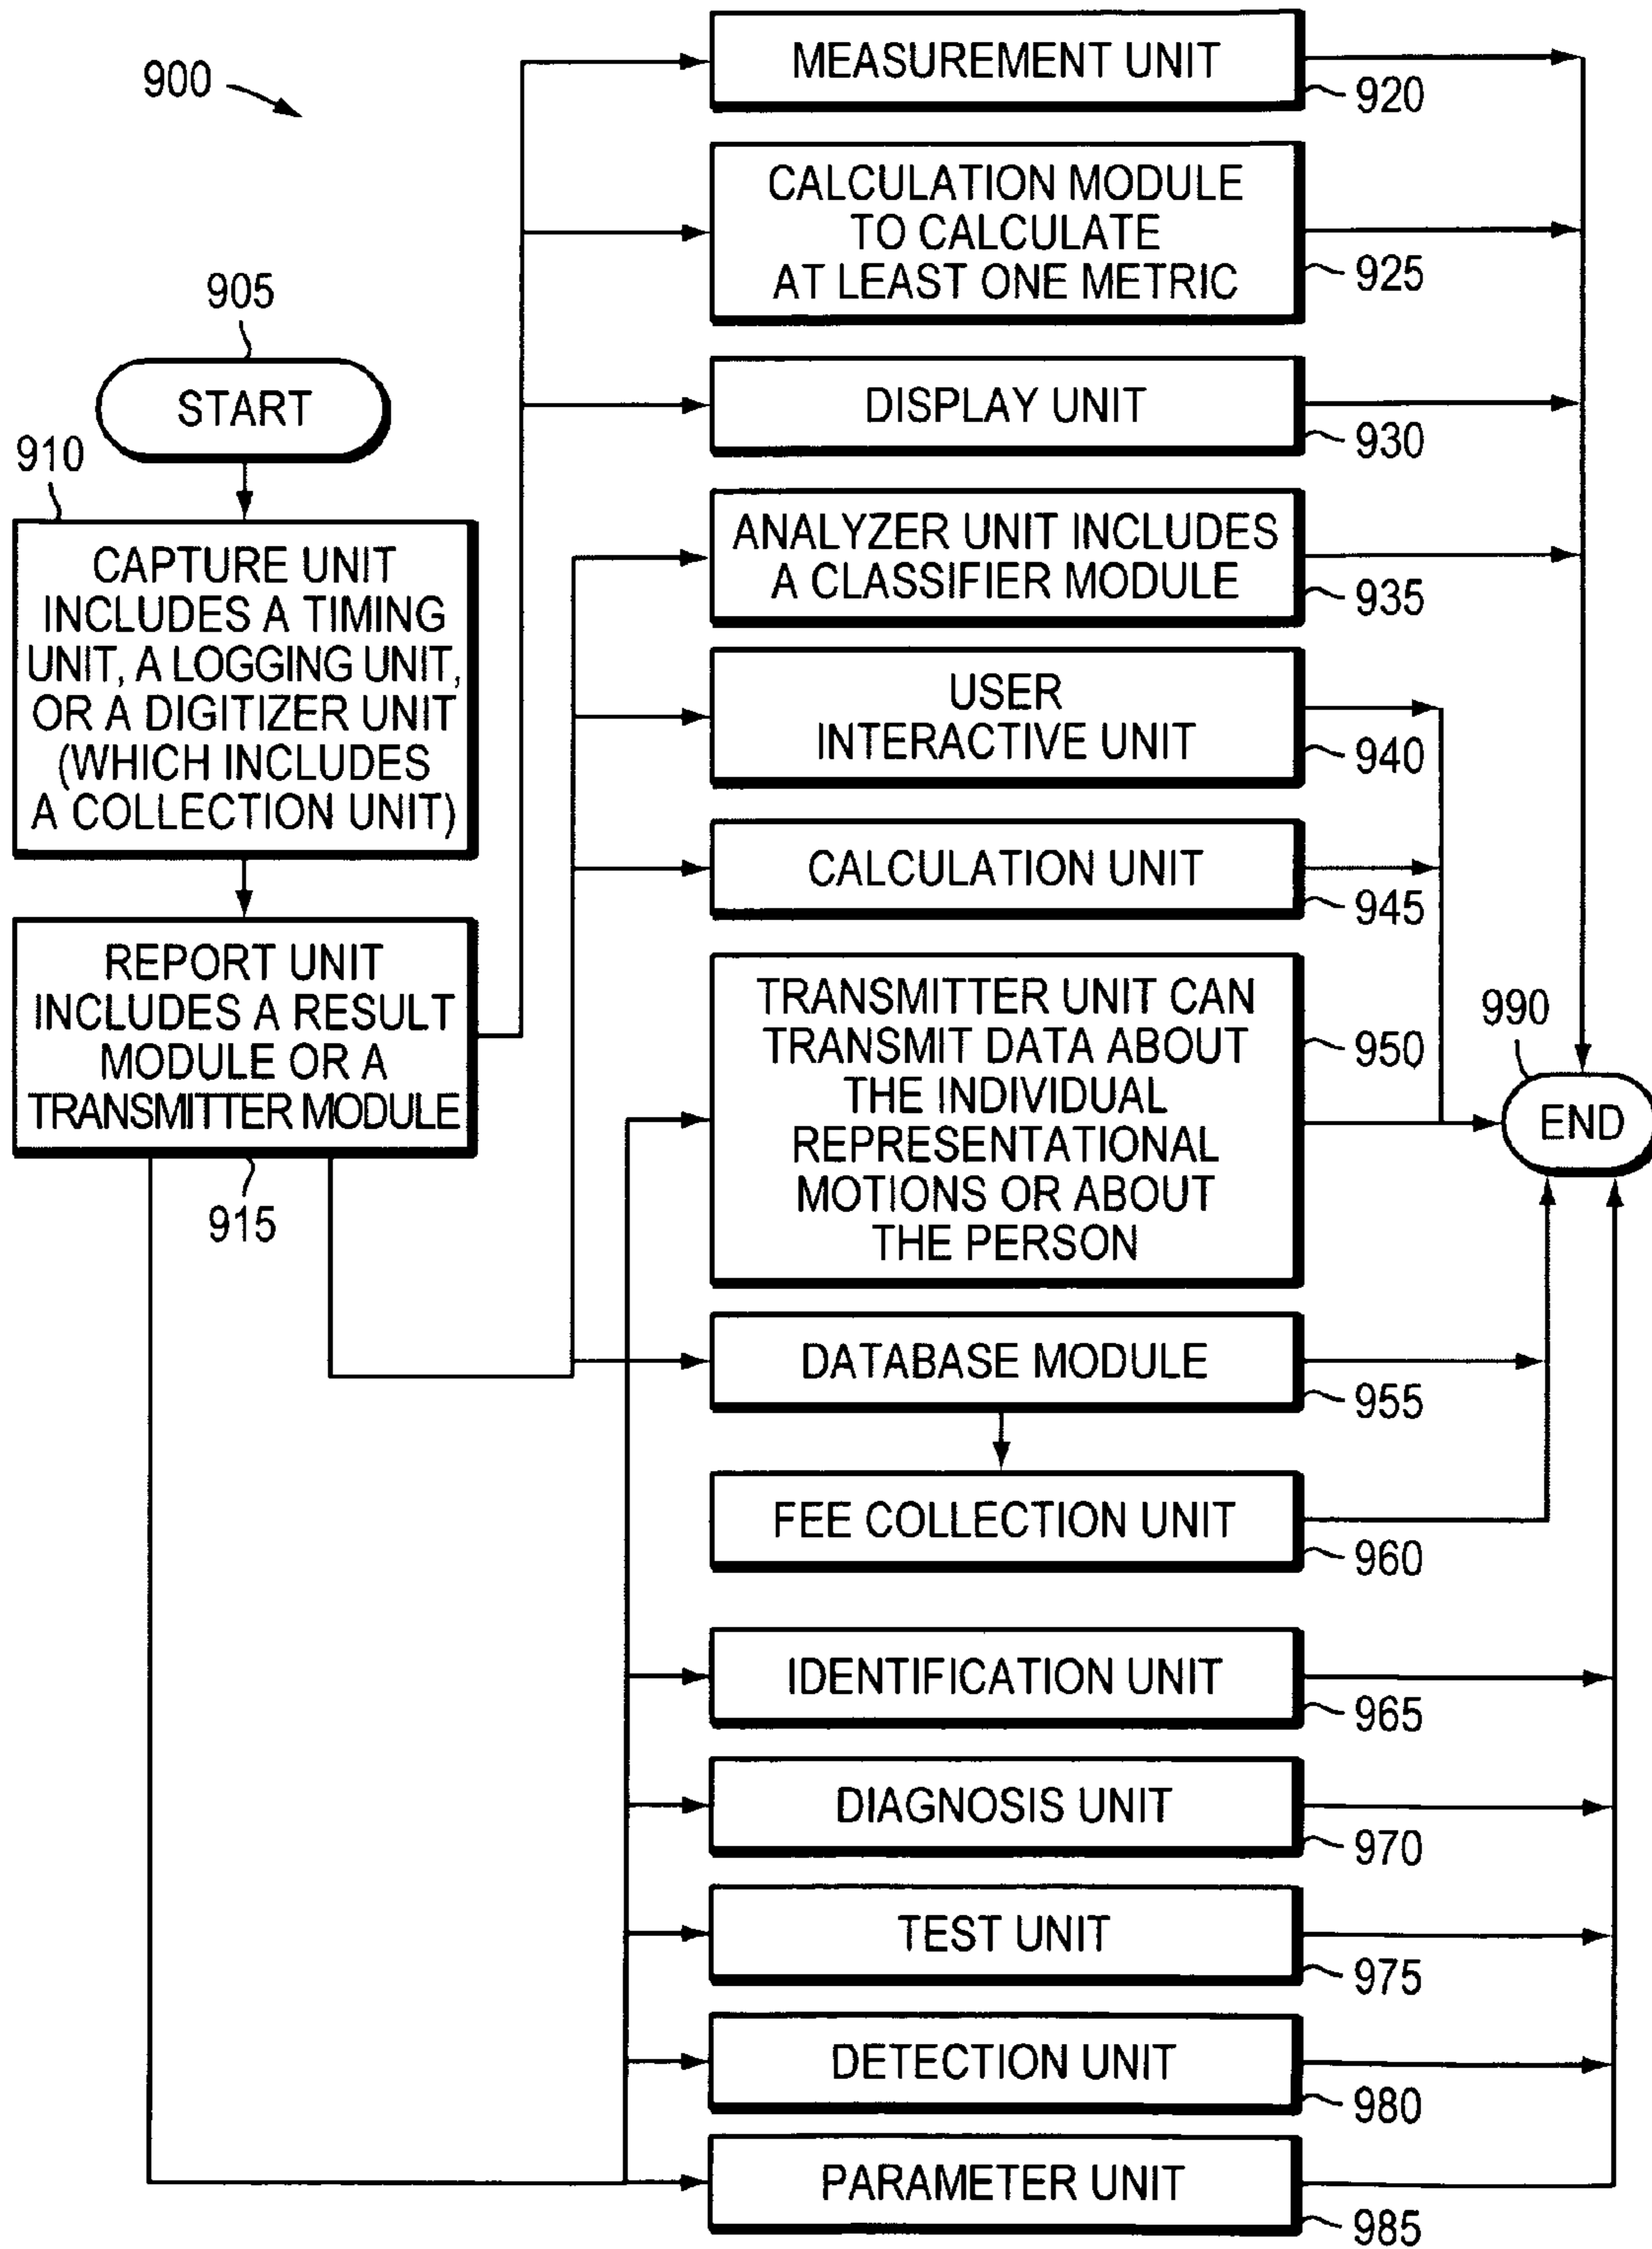 900
905
START
910
CAPTURE UNIT
INCLUDES A TIMING
UNIT, A LOGGING UNIT,
OR A DIGITIZER UNIT
(WHICH INCLUDES
A COLLECTION UNIT)
REPORT UNIT
INCLUDES A RESULT
MODULE OR A
TRANSMITTER MODULE
915
MEASUREMENT UNIT
920
CALCULATION MODULE
TO CALCULATE
AT LEAST ONE METRIC
925
DISPLAY UNIT
930
ANALYZER UNIT INCLUDES
A CLASSIFIER MODULE
935
USER
INTERACTIVE UNIT
940
CALCULATION UNIT
945
TRANSMITTER UNIT CAN
TRANSMIT DATA ABOUT
THE INDIVIDUAL
REPRESENTATIONAL
MOTIONS OR ABOUT
THE PERSON
950
DATABASE MODULE
955
FEE COLLECTION UNIT
960
IDENTIFICATION UNIT
965
DIAGNOSIS UNIT
970
TEST UNIT
975
DETECTION UNIT
980
PARAMETER UNIT
985
990
END